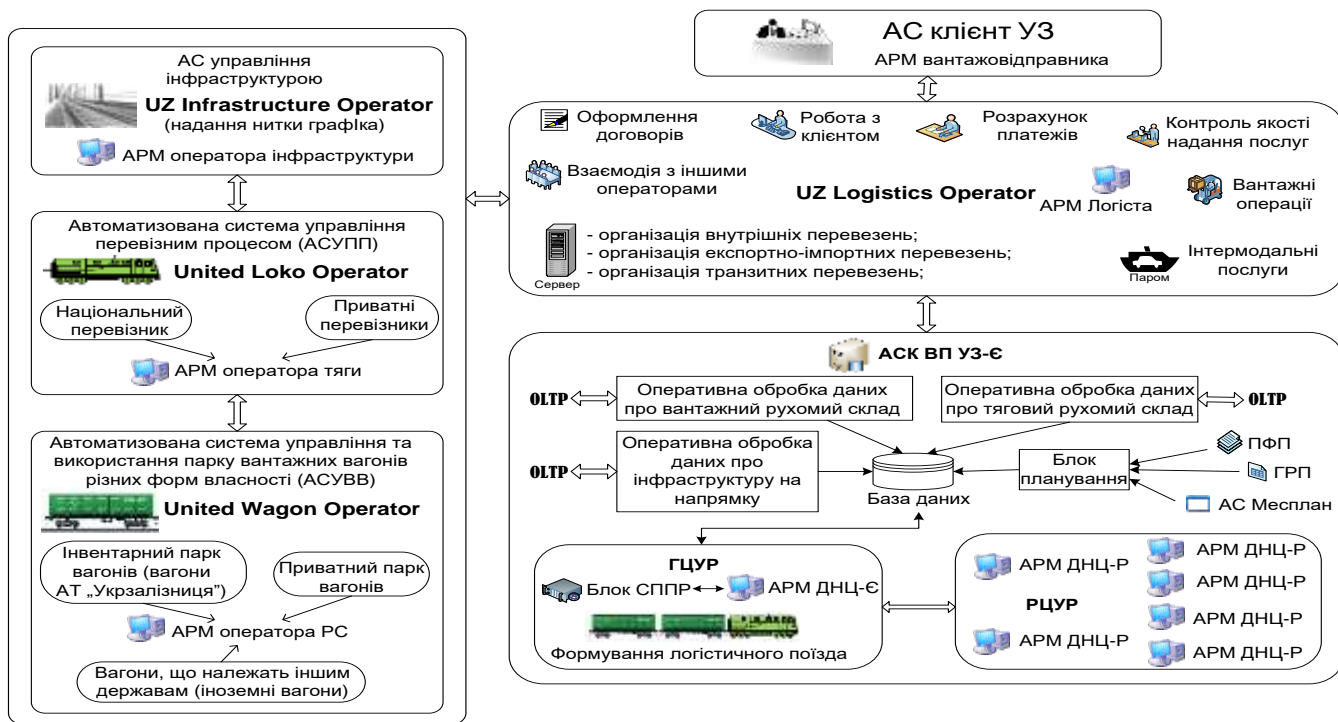 АС управління
інфраструктурою
UZ Infrastructure Operator
(надання нитки графІка)
АРМ оператора інфраструктури
Автоматизована система управління
перевізним процесом (АСУПП)
United Loko Operator
Національний
перевізник
Приватні
перевізники
АРМ оператора тяги
Автоматизована система управління та
використання парку вантажних вагонів
різних форм власності (АСУВВ)
United Wagon Operator
Інвентарний парк
вагонів (вагони
АТ „Укрзалізниця”)
Приватний парк
вагонів
АРМ оператора РС
Вагони, що належать іншим
державам (іноземні вагони)
АС клієнт УЗ
АРМ вантажовідправника
Оформлення
договорів
Робота з
клієнтом
Розрахунок
платежів
Контроль якості
надання послуг
Взаємодія з іншими
операторами
UZ Logistics Operator
АРМ Логіста
Вантажні
операції
- організація внутрішніх перевезень;
- організація експортно-імпортних перевезень;
- організація транзитних перевезень;
Сервер
Паром
Інтермодальні
послуги
АСК ВП УЗ-Є
OLTP
Оперативна обробка даних
про вантажний рухомий склад
Оперативна обробка даних
про тяговий рухомий склад
OLTP
OLTP
Оперативна обробка
даних про
інфраструктуру на
напрямку
База даних
Блок
планування
ПФП
ГРП
АС Месплан
ГЦУР
Блок СППР
АРМ ДНЦ-Є
Формування логістичного поїзда
РЦУР
АРМ ДНЦ-Р
АРМ ДНЦ-Р
АРМ ДНЦ-Р
АРМ ДНЦ-Р
АРМ ДНЦ-Р
АРМ ДНЦ-Р